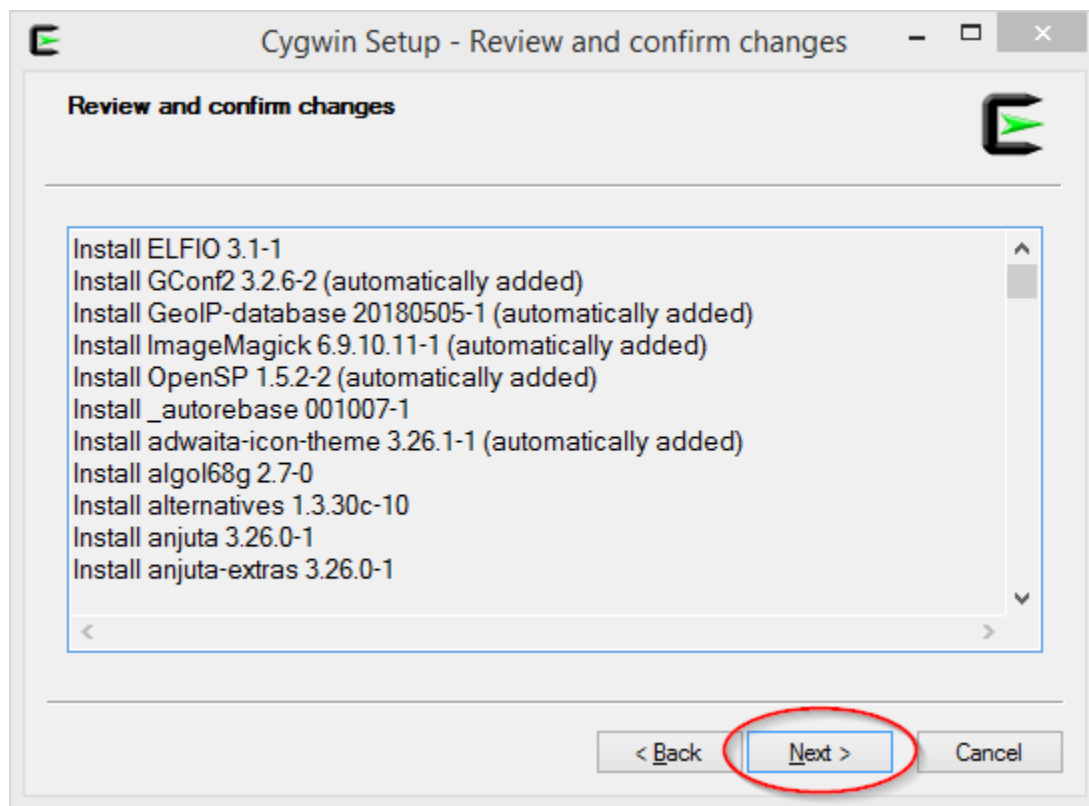 Cygwin Setup - Review and confirm changes
Review and confirm changes
Install ELFIO 3.1-1
Install GConf2 3.2.6-2 (automatically added)
Install GeoIP-database 20180505-1 (automatically added)
Install ImageMagick 6.9.10.11-1 (automatically added)
Install OpenSP 1.5.2-2 (automatically added)
Install _autorebase 001007-1
Install adwaita-icon-theme 3.26.1-1 (automatically added)
Install algol68g 2.7-0
Install alternatives 1.3.30c-10
Install anjuta 3.26.0-1
Install anjuta-extras 3.26.0-1
< Back Next > Cancel